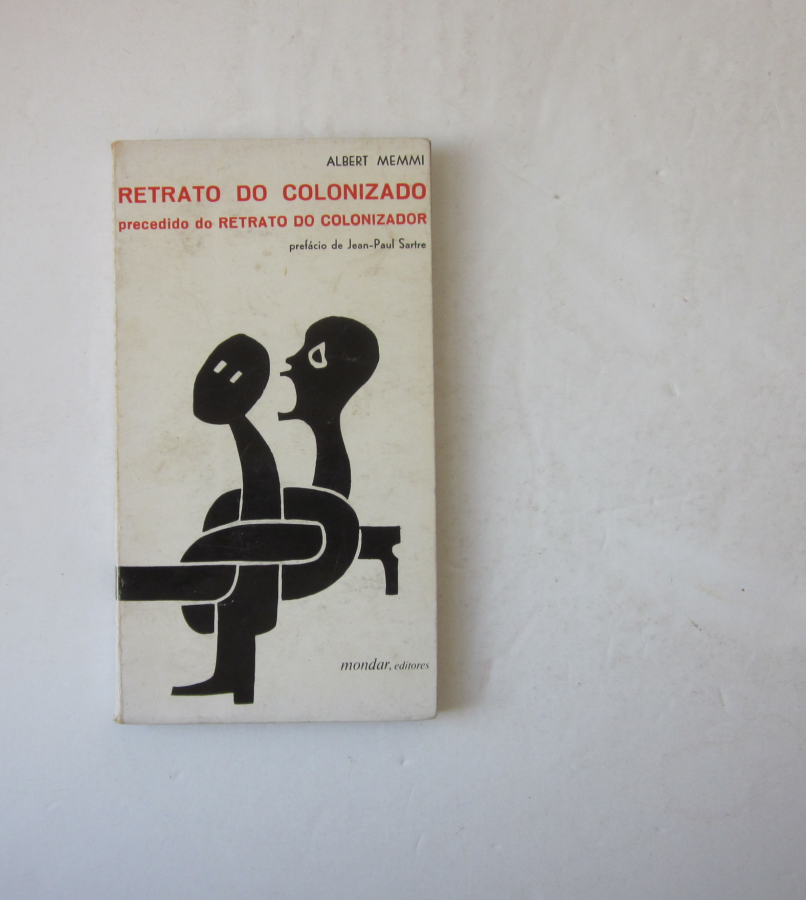 ALBERT MEMMI
RETRATO DO COLONIZADO
precedido do RETRATO DO COLONIZADOR
prefácio de Jean-Paul Sartre
mondar, editores